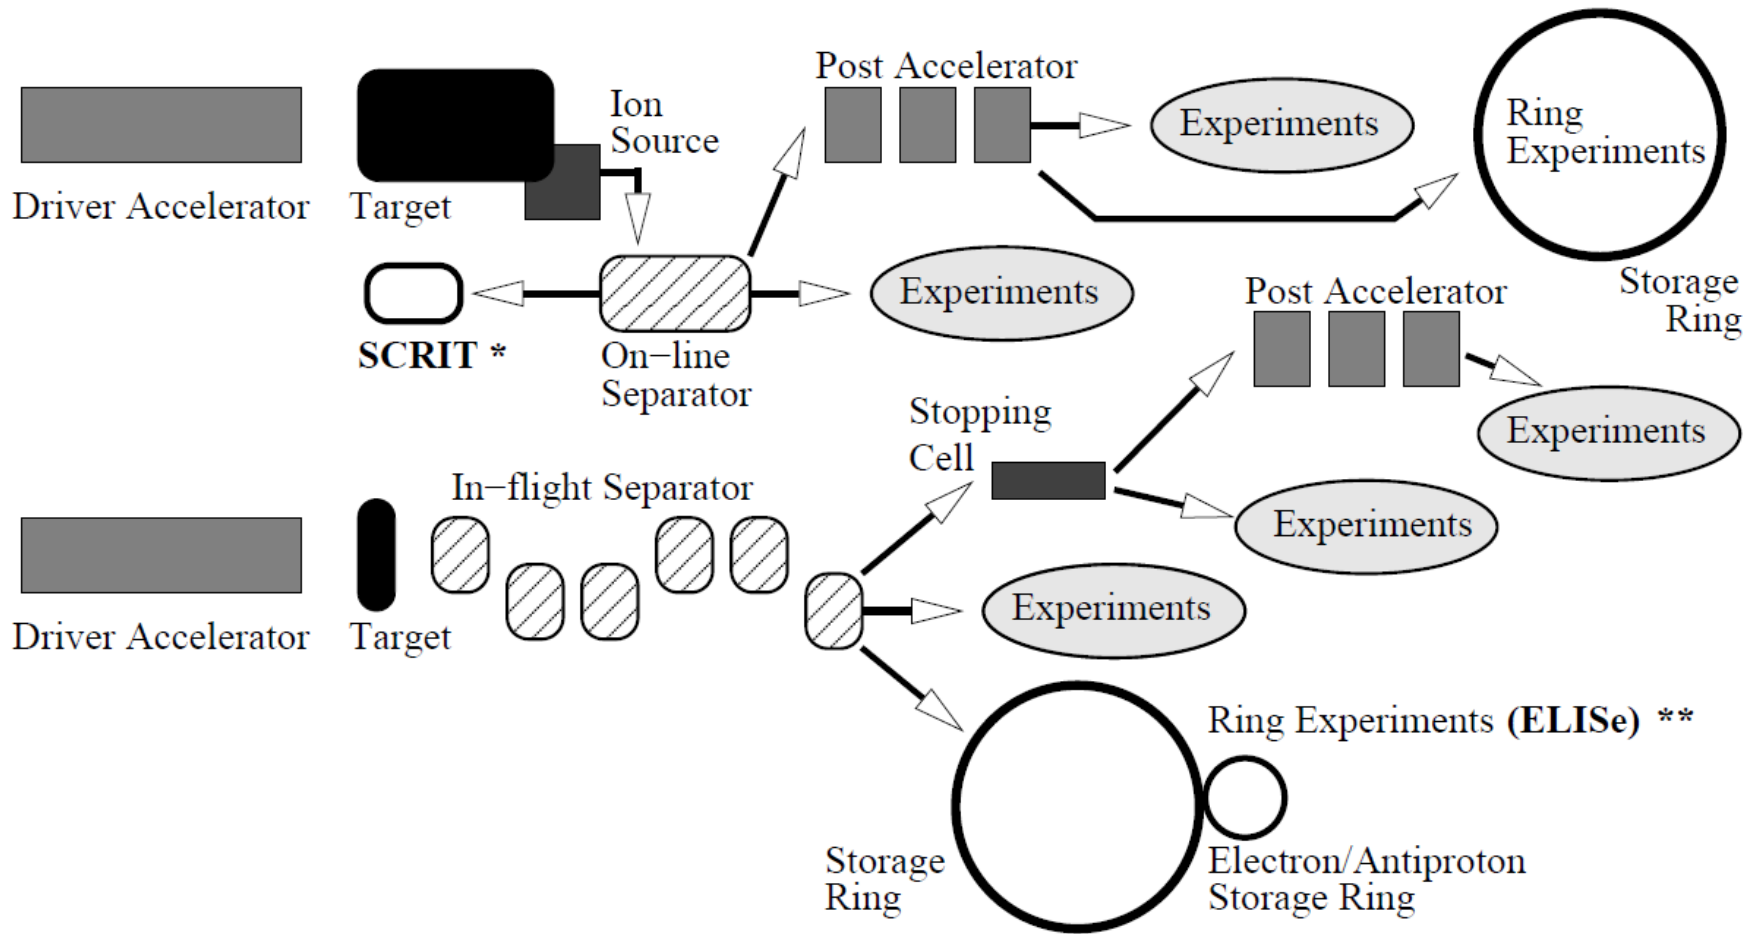 Post Accelerator
Ion
Source
Experiments
Ring
Experiments
Driver Accelerator
Target
Experiments
Storage
Ring
SCRIT *
On−line
Separator
Post Accelerator
Experiments
Stopping
Cell
In−flight Separator
Experiments
Driver Accelerator
Target
Experiments
Ring Experiments (ELISe) **
Storage
Ring
Electron/Antiproton
Storage Ring